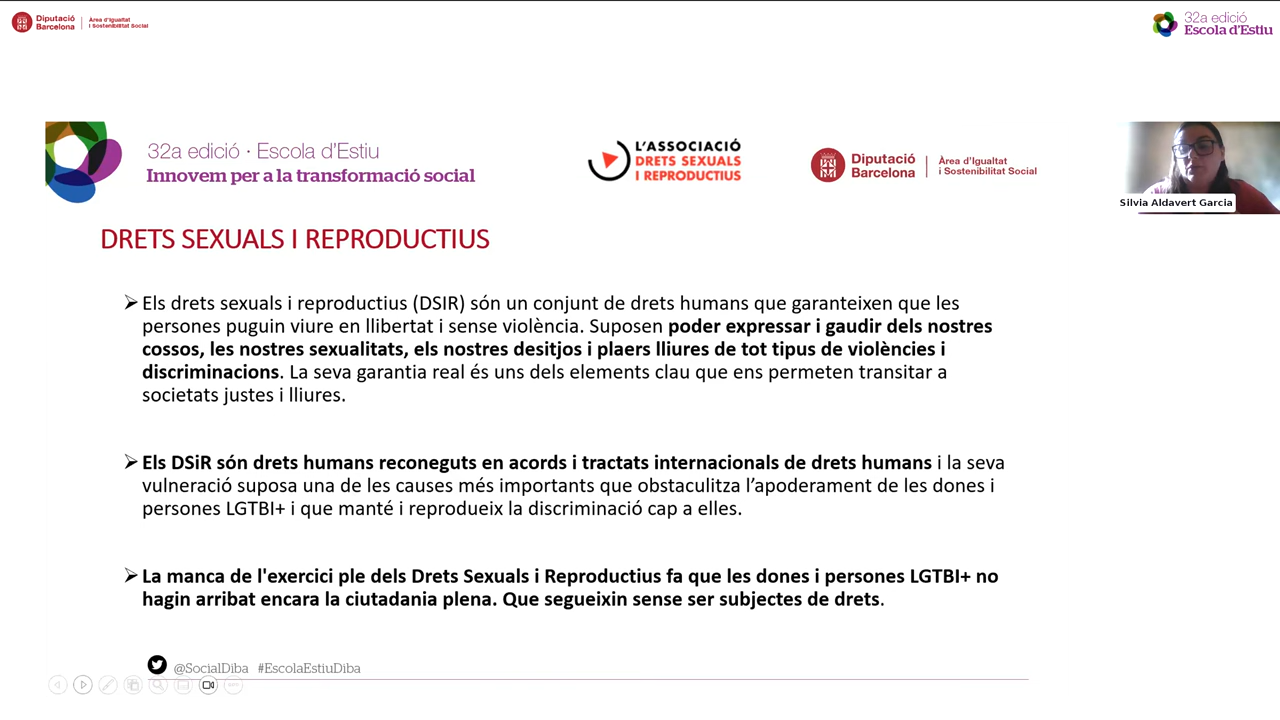 Diputació
Barcelona
Àrea d'Igualtat
i Sostenibilitat Social
32a edició
Escola d'Estiu
32a edició · Escola d'Estiu
Innovem per a la transformació social
L'ASSOCIACIÓ
DRETS SEXUALS
I REPRODUCTIUS
Diputació
Barcelona
Àrea d'Igualtat
i Sostenibilitat Social
Silvia Aldavert Garcia
DRETS SEXUALS I REPRODUCTIUS
Els drets sexuals i reproductius (DSIR) són un conjunt de drets humans que garanteixen que les
persones puguin viure en llibertat i sense violència. Suposen poder expressar i gaudir dels nostres
cossos, les nostres sexualitats, els nostres desitjos i plaers lliures de tot tipus de violències i
discriminacions. La seva garantia real és uns dels elements clau que ens permeten transitar a
societats justes i lliures.
Els DSiR són drets humans reconeguts en acords i tractats internacionals de drets humans i la seva
vulneració suposa una de les causes més importants que obstaculitza l’apoderament de les dones i
persones LGTBI+ i que manté i reprodueix la discriminació cap a elles.
La manca de l'exercici ple dels Drets Sexuals i Reproductius fa que les dones i persones LGTBI+ no
hagin arribat encara la ciutadania plena. Que segueixin sense ser subjectes de drets.
@SocialDiba #EscolaEstiuDiba